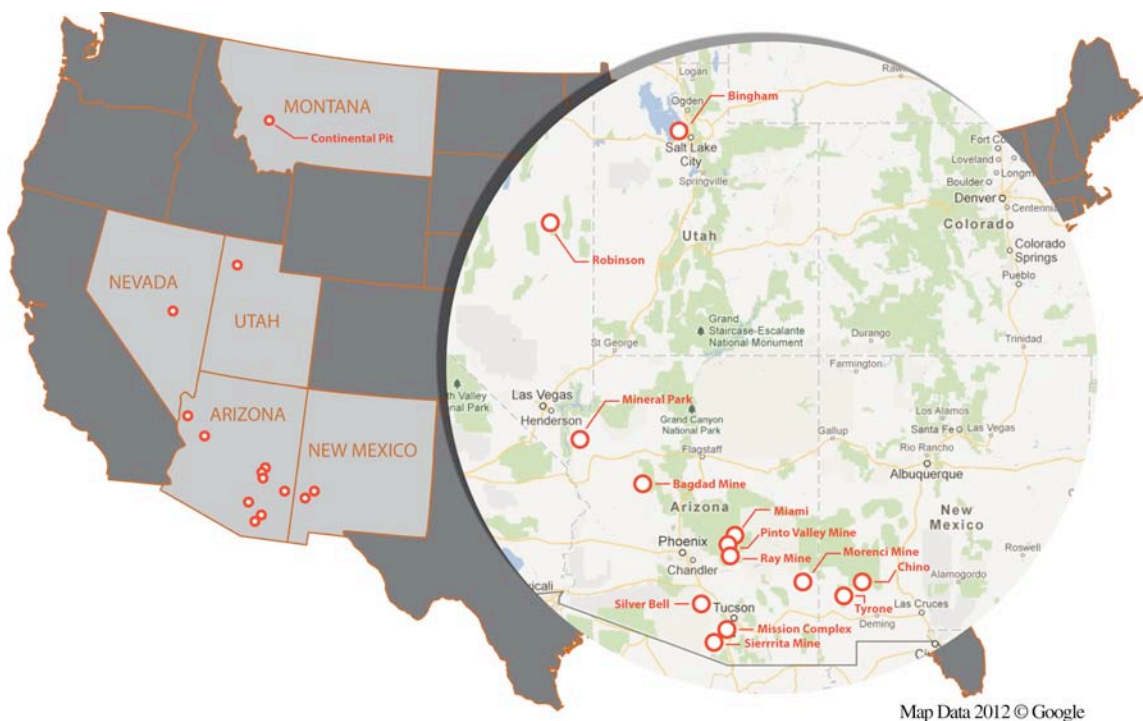 MONTANA
Continental Pit
NEVADA
UTAH
ARIZONA
NEW MEXICO
Logan
Ogden
Bingham
Salt Lake
City
Springville
Robinson
Utah
Fort Co
Loveland
Longm
Boulder
Denver
Centennial
Colorado
Colorado
Springs
Pueblo
Grand
Staircase-Escalante
National Monument
St George
Durango
Trinidad
Farmington
Las Vegas
Henderson
Mineral Park
Grand Canyon
National Park
Los Alamos
Santa Fe
Las Vegas
Gallup
Rio Rancho
Albuquerque
Flagstaff
Bagdad Mine
Arizona
New
Mexico
Miami
Pinto Valley Mine
Ray Mine
Phoenix
Chandler
Morenci Mine
Chino
Roswell
Alamogordo
Silver Bell
Tucson
Tyrone
Las Cruces
Deming
Mission Complex
Sierrrita Mine
Map Data 2012 © Google